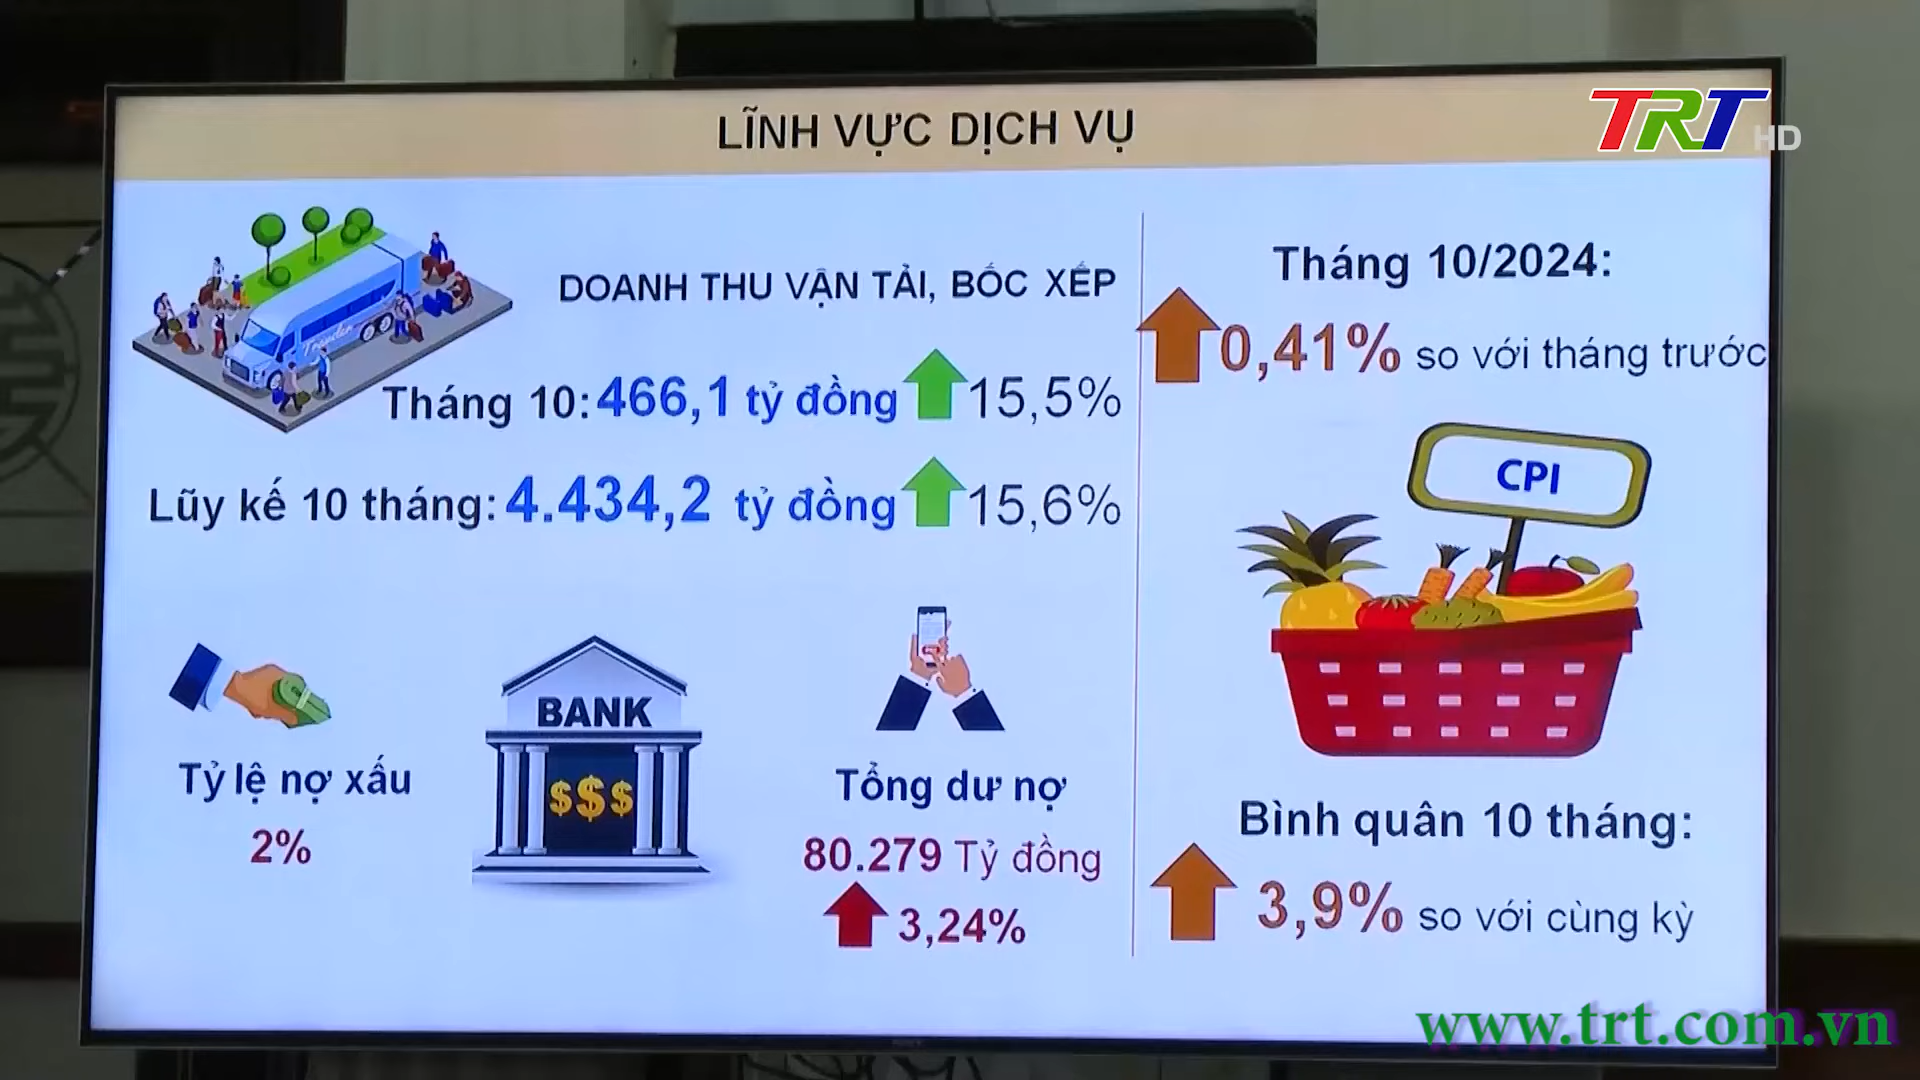 LĨNH VỰC DỊCH VỤ
TRT HD
DOANH THU VẬN TẢI, BỐC XẾP
Tháng 10: 466,1 tỷ đồng 15,5%
Lũy kế 10 tháng: 4.434,2 tỷ đồng 15,6%
Tỷ lệ nợ xấu
2%
BANK
$$$
Tổng dư nợ
80.279 Tỷ đồng
3,24%
Tháng 10/2024:
0,41% so với tháng trước
CPI
Bình quân 10 tháng:
3,9% so với cùng kỳ
www.trt.com.vn